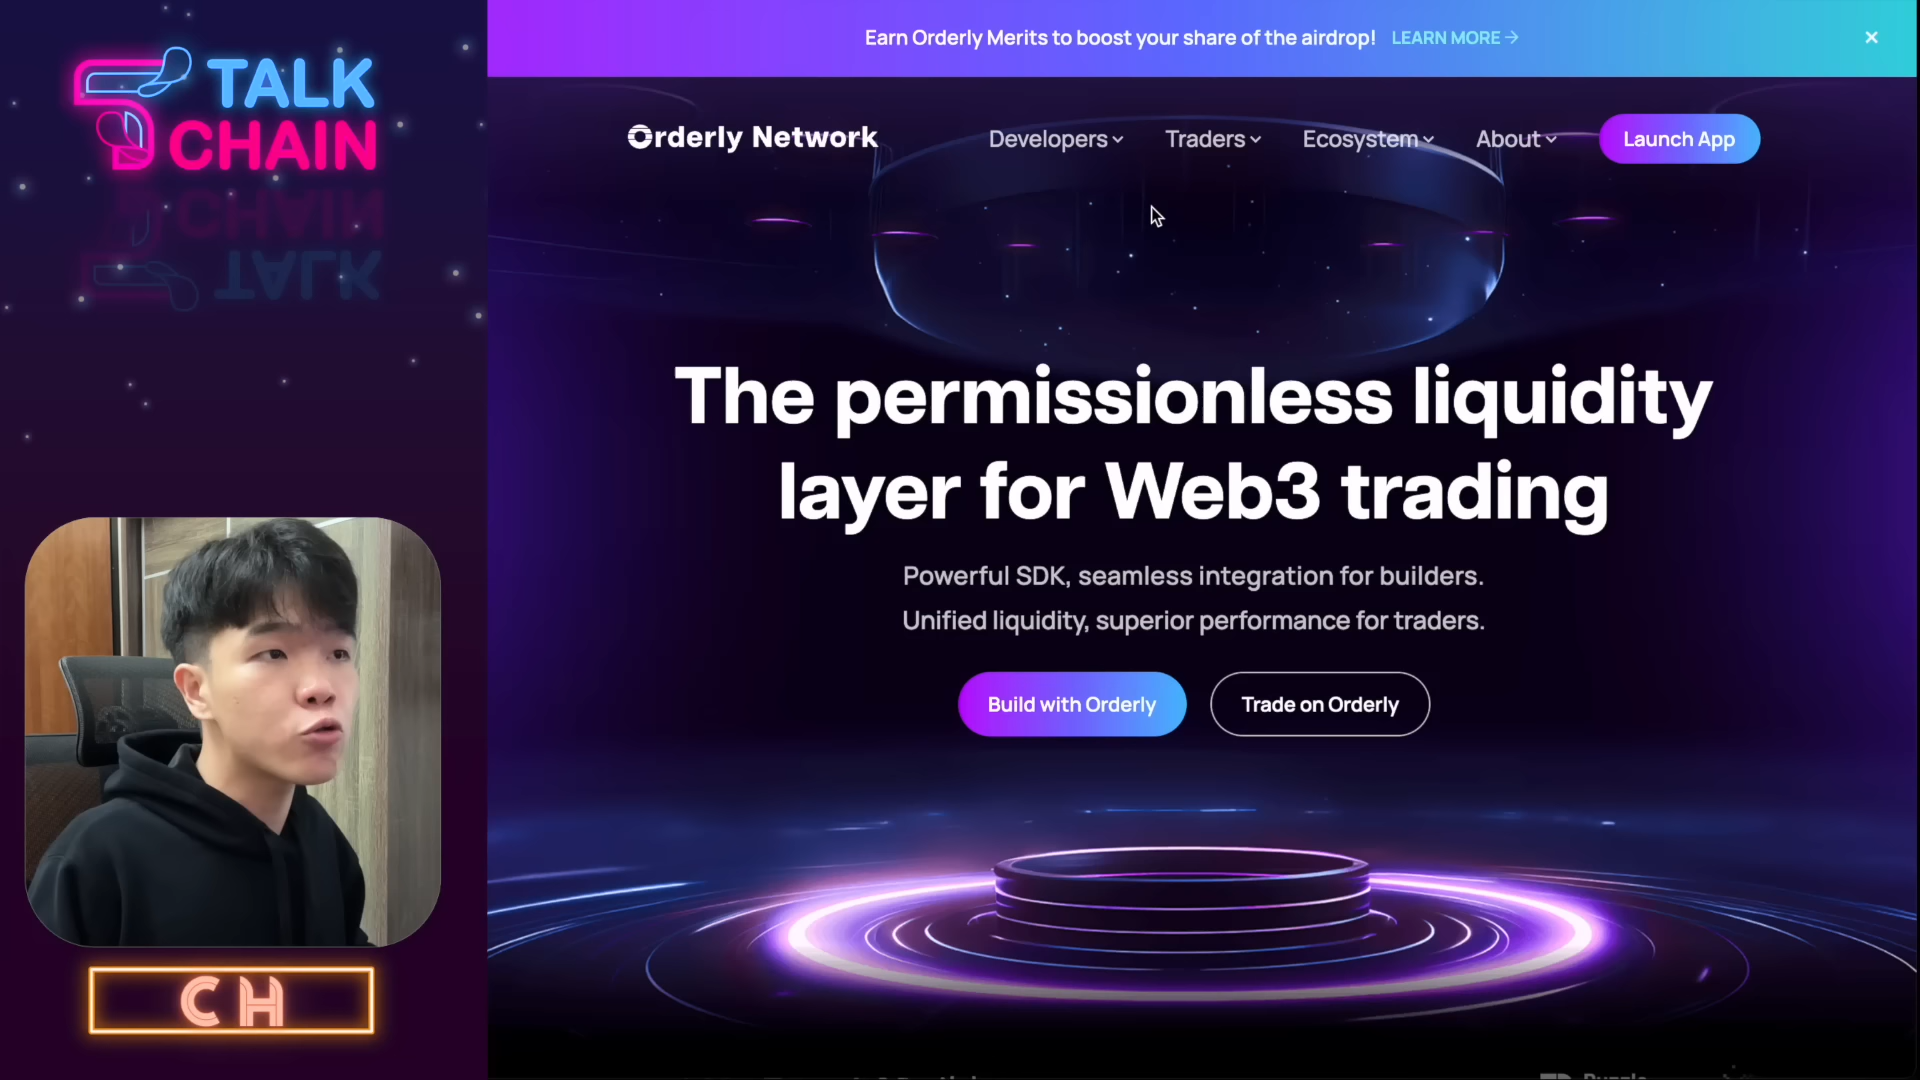 TALK
CHAIN
CH
Earn Orderly Merits to boost your share of the airdrop! LEARN MORE
Orderly Network
Developers
Traders
Ecosystem
About
Launch App
The permissionless liquidity
layer for Web3 trading
Powerful SDK, seamless integration for builders.
Unified liquidity, superior performance for traders.
Build with Orderly
Trade on Orderly